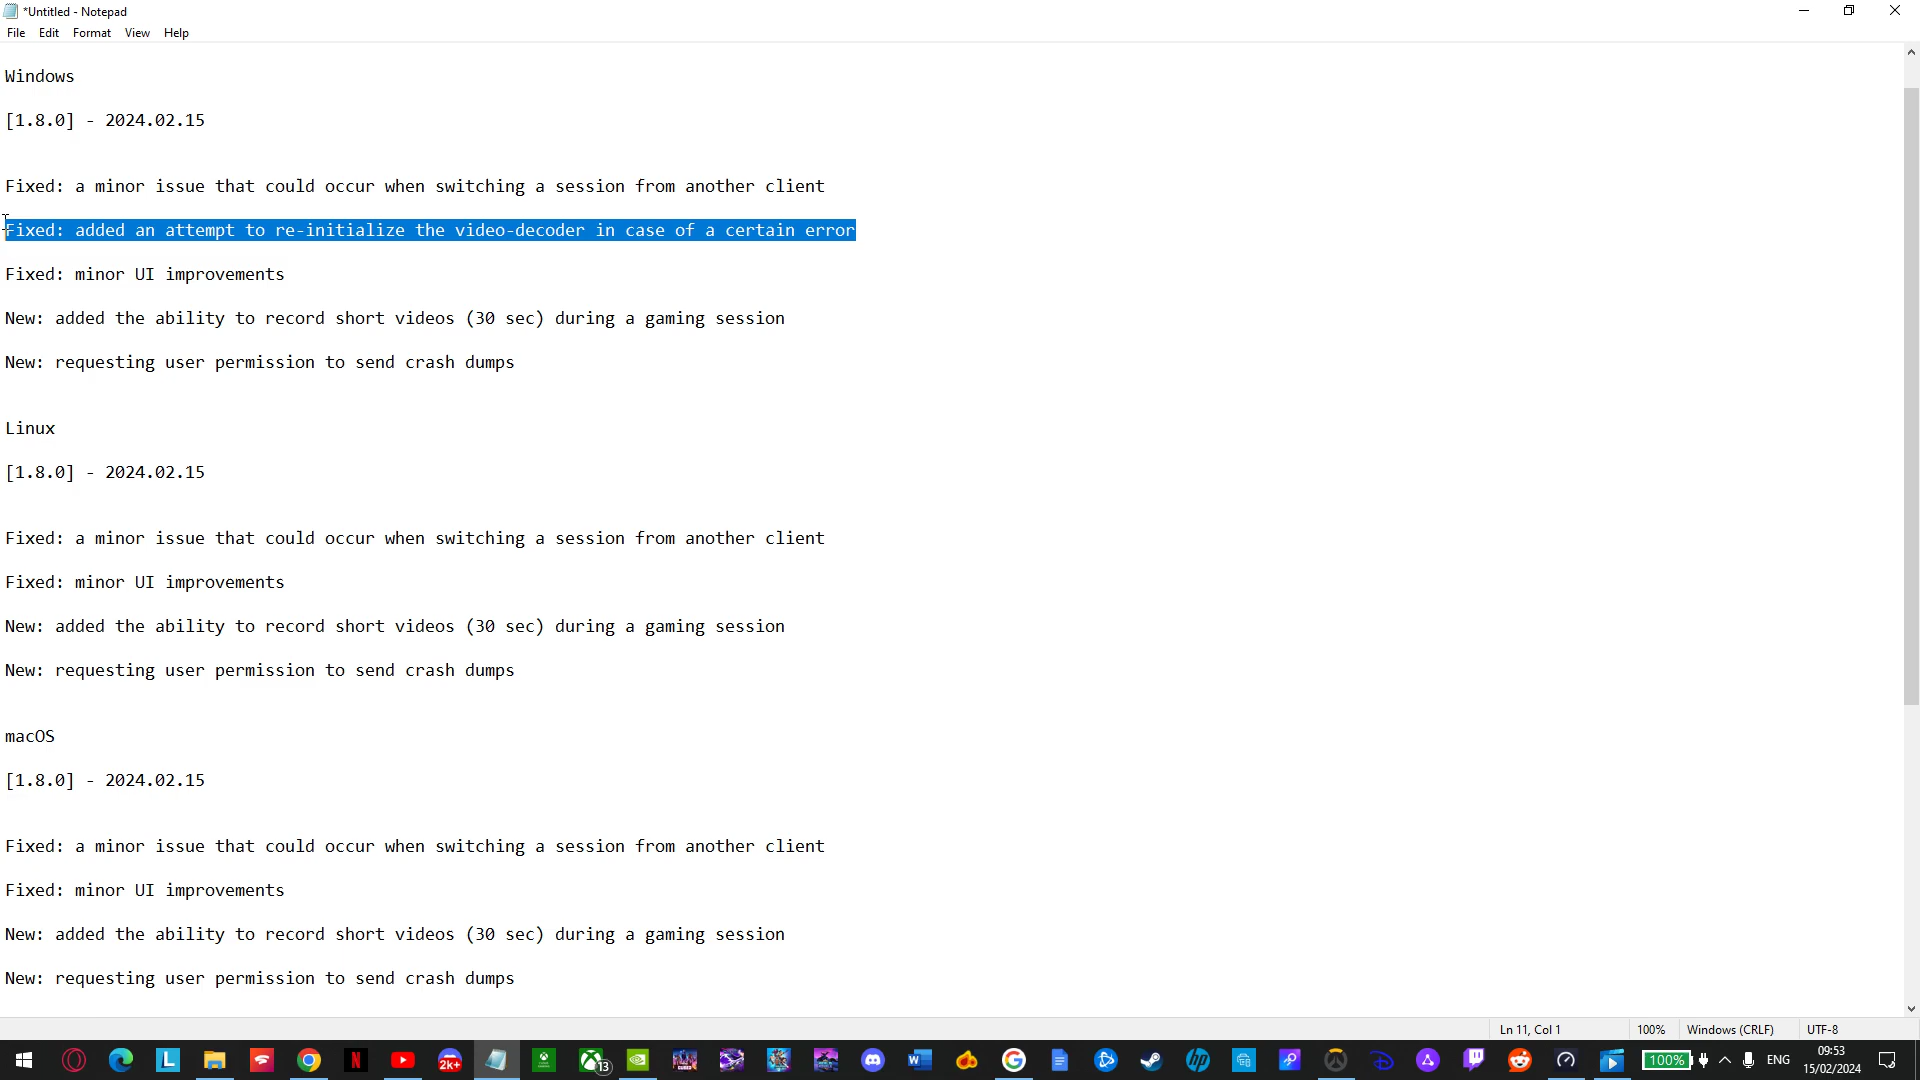 *Untitled - Notepad
File Edit Format View Help
Windows
[1.8.0] - 2024.02.15
Fixed: a minor issue that could occur when switching a session from another client
Fixed: added an attempt to re-initialize the video-decoder in case of a certain error
Fixed: minor UI improvements
New: added the ability to record short videos (30 sec) during a gaming session
New: requesting user permission to send crash dumps
Linux
[1.8.0] - 2024.02.15
Fixed: a minor issue that could occur when switching a session from another client
Fixed: minor UI improvements
New: added the ability to record short videos (30 sec) during a gaming session
New: requesting user permission to send crash dumps
macOS
[1.8.0] - 2024.02.15
Fixed: a minor issue that could occur when switching a session from another client
Fixed: minor UI improvements
New: added the ability to record short videos (30 sec) during a gaming session
New: requesting user permission to send crash dumps
Ln 11, Col 1 100% Windows (CRLF) UTF-8
L N 2K+ 13 W G 100% ENG 09:53
15/02/2024